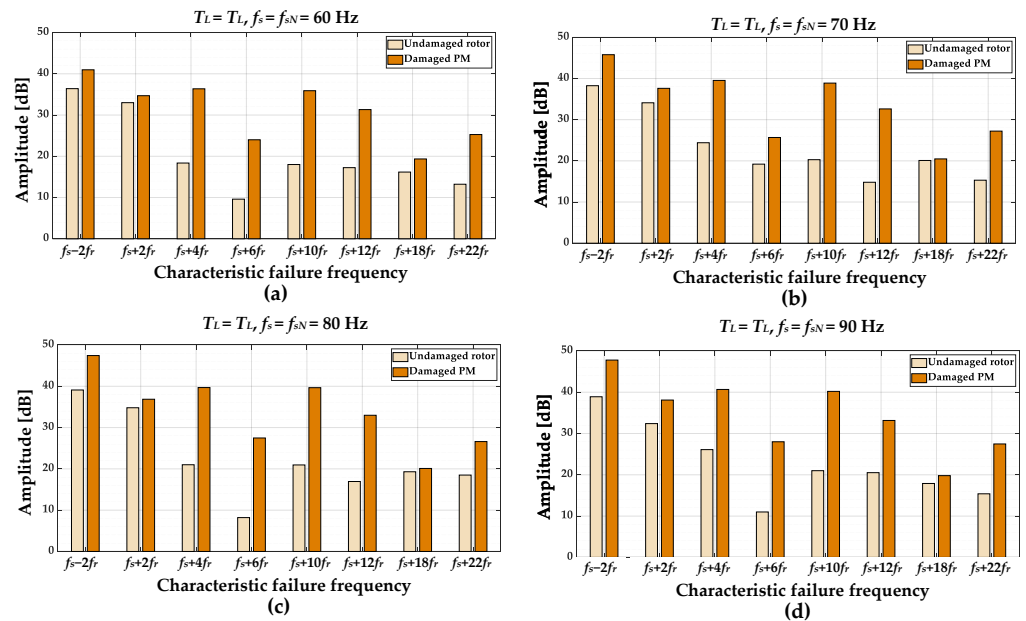 TL = TL, fs = fsN = 60 Hz
50
40
30
20
10
0
Amplitude [dB]
Undamaged rotor
Damaged PM
fs−2fr fs+2fr fs+4fr fs+6fr fs+10fr fs+12fr fs+18fr fs+22fr
Characteristic failure frequency
(a)
TL = TL, fs = fsN = 70 Hz
50
40
30
20
10
0
Amplitude [dB]
Undamaged rotor
Damaged PM
fs−2fr fs+2fr fs+4fr fs+6fr fs+10fr fs+12fr fs+18fr fs+22fr
Characteristic failure frequency
(b)
TL = TL, fs = fsN = 80 Hz
50
40
30
20
10
0
Amplitude [dB]
Undamaged rotor
Damaged PM
fs−2fr fs+2fr fs+4fr fs+6fr fs+10fr fs+12fr fs+18fr fs+22fr
Characteristic failure frequency
(c)
TL = TL, fs = fsN = 90 Hz
50
40
30
20
10
0
Amplitude [dB]
Undamaged rotor
Damaged PM
fs−2fr fs+2fr fs+4fr fs+6fr fs+10fr fs+12fr fs+18fr fs+22fr
Characteristic failure frequency
(d)